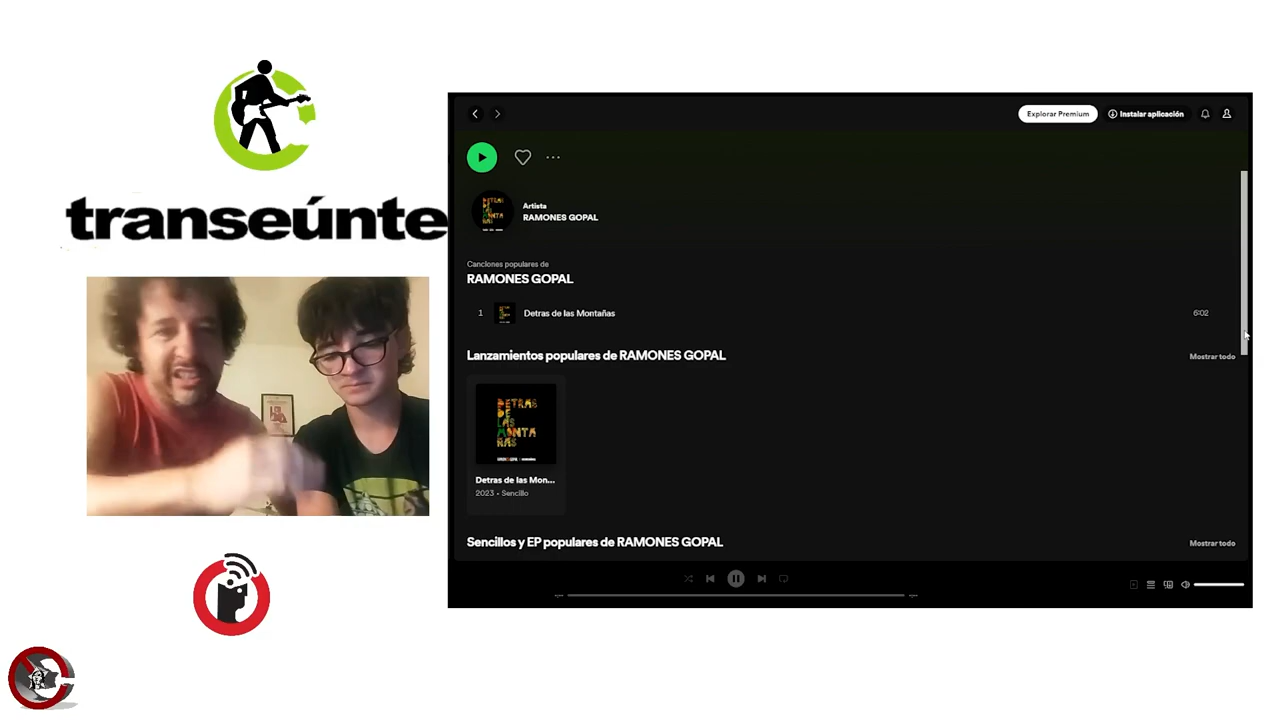 transeúnte
Explorar Premium
Instalar aplicación
Artista
RAMONES GOPAL
Canciones populares de
RAMONES GOPAL
1
Detras de las Montañas
6:02
Lanzamientos populares de RAMONES GOPAL
Mostrar todo
DETRAS
DE
LAS
MONTA
ÑAS
Detras de las Mon...
2023 • Sencillo
Sencillos y EP populares de RAMONES GOPAL
Mostrar todo